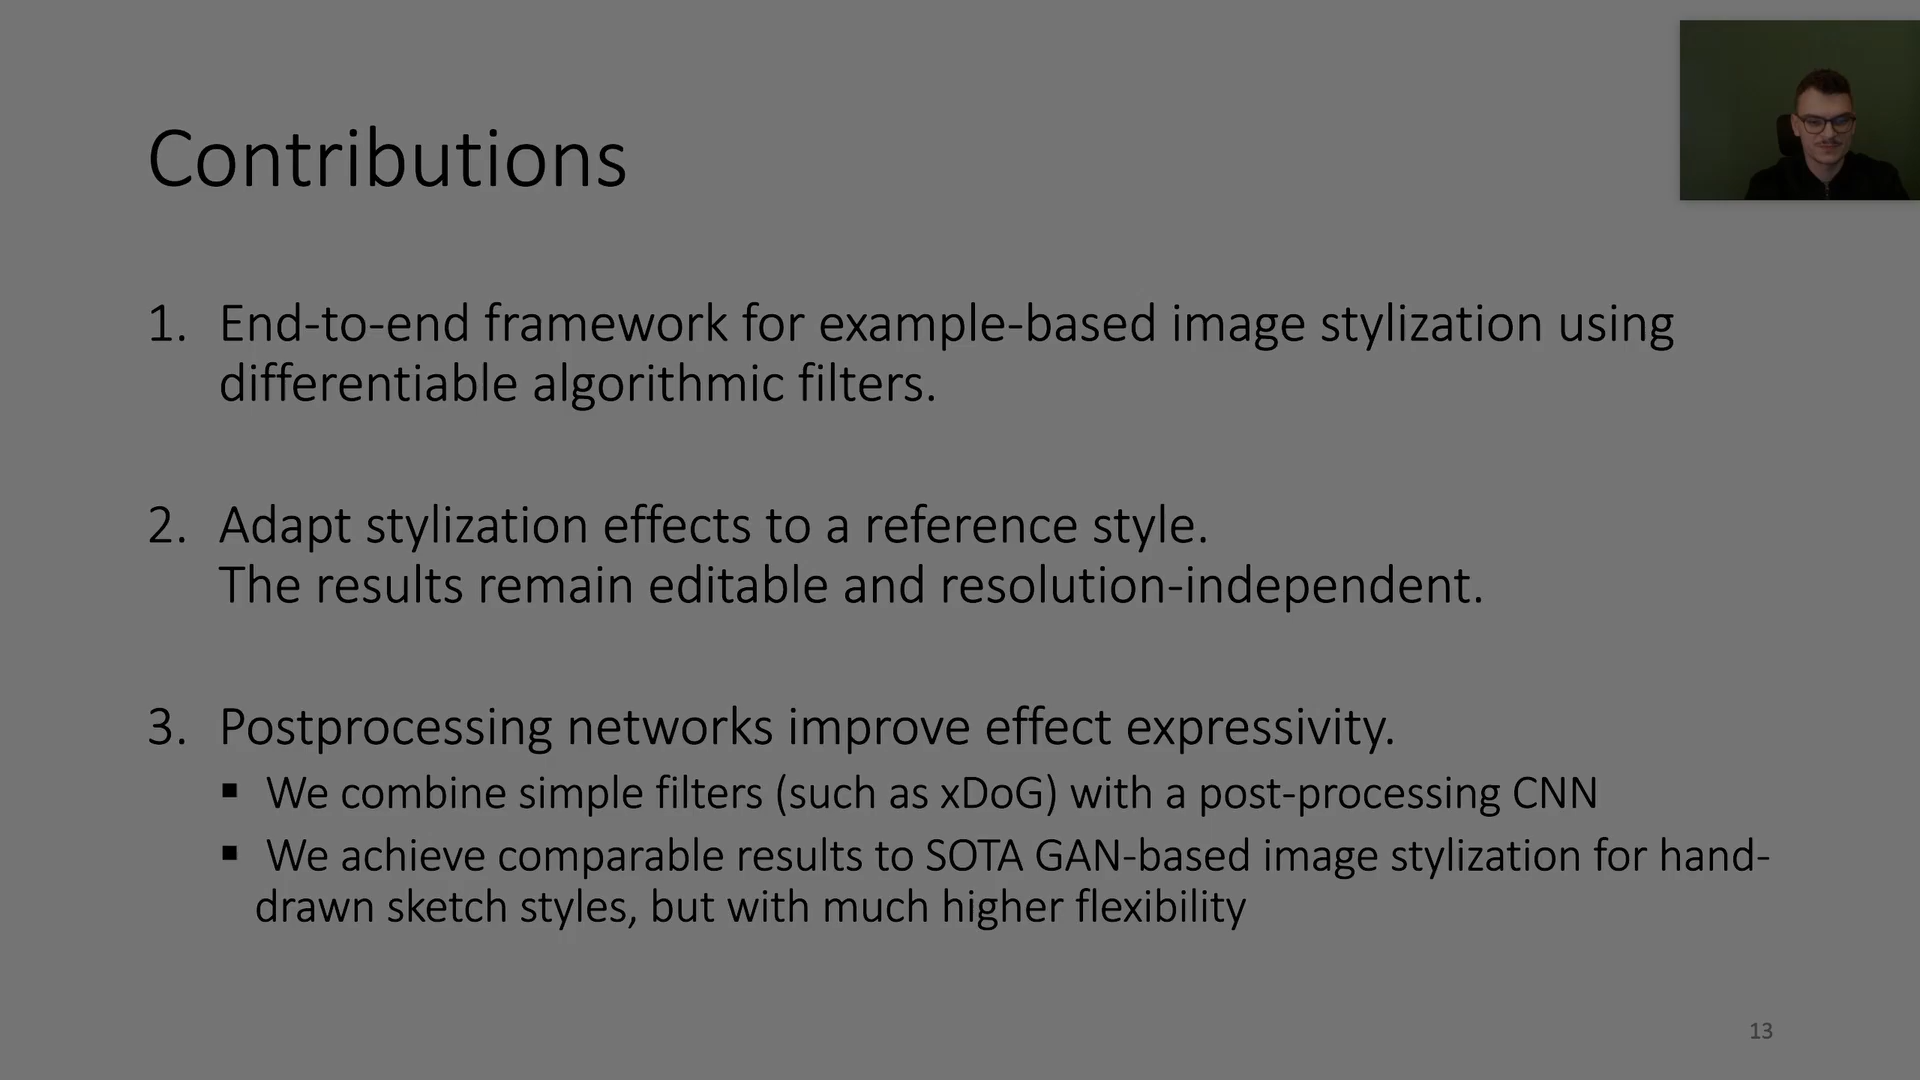 Contributions
1. End-to-end framework for example-based image stylization using
differentiable algorithmic filters.
2. Adapt stylization effects to a reference style.
The results remain editable and resolution-independent.
3. Postprocessing networks improve effect expressivity.
▪ We combine simple filters (such as xDoG) with a post-processing CNN
▪ We achieve comparable results to SOTA GAN-based image stylization for hand-
drawn sketch styles, but with much higher flexibility
13